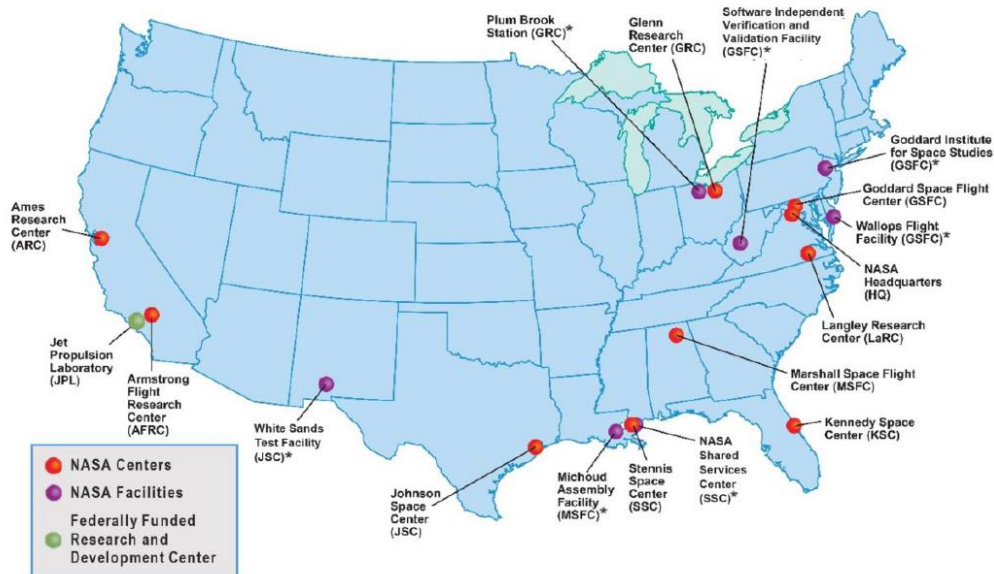 Plum Brook
Station (GRC)*
Glenn
Research
Center (GRC)
Software Independent
Verification and
Validation Facility
(GSFC)*
Goddard Institute
for Space Studies
(GSFC)*
Goddard Space Flight
Center (GSFC)
Wallops Flight
Facility (GSFC)*
NASA
Headquarters
(HQ)
Langley Research
Center (LaRC)
Marshall Space Flight
Center (MSFC)
Kennedy Space
Center (KSC)
Ames
Research
Center
(ARC)
Jet
Propulsion
Laboratory
(JPL)
Armstrong
Flight
Research
Center
(AFRC)
White Sands
Test Facility
(JSC)*
Johnson
Space
Center
(JSC)
Michoud
Assembly
Facility
(MSFC)*
Stennis
Space
Center
(SSC)
NASA
Shared
Services
Center
(SSC)*
NASA Centers
NASA Facilities
Federally Funded
Research and
Development Center